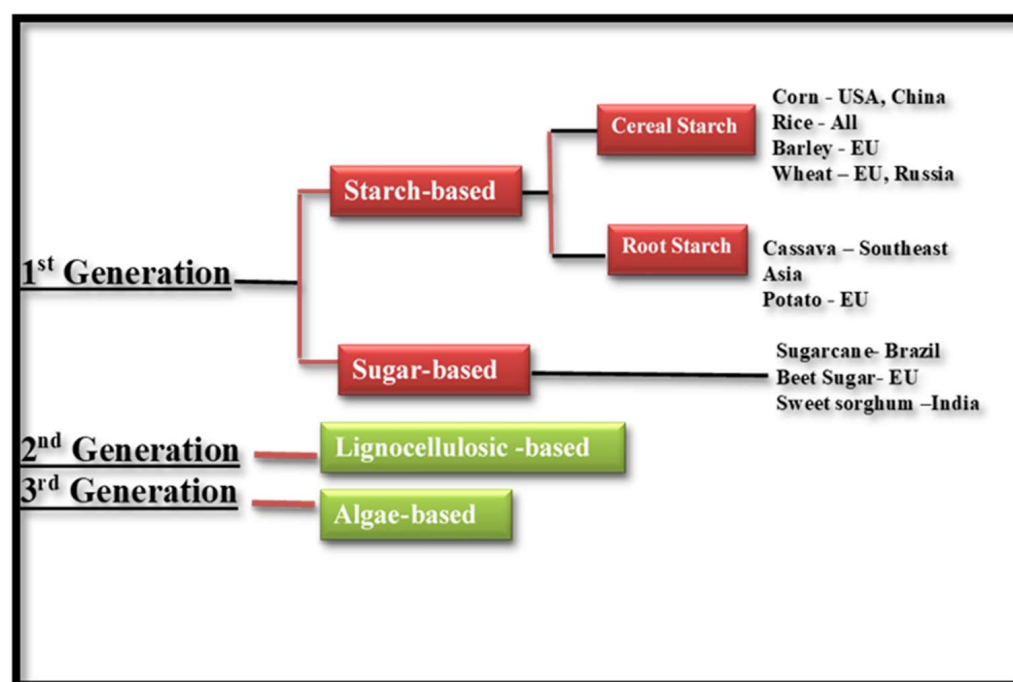 1st Generation
Starch-based
Cereal Starch
Corn - USA, China
Rice - All
Barley - EU
Wheat – EU, Russia
Root Starch
Cassava – Southeast
Asia
Potato - EU
Sugar-based
Sugarcane- Brazil
Beet Sugar- EU
Sweet sorghum –India
2nd Generation
Lignocellulosic -based
3rd Generation
Algae-based